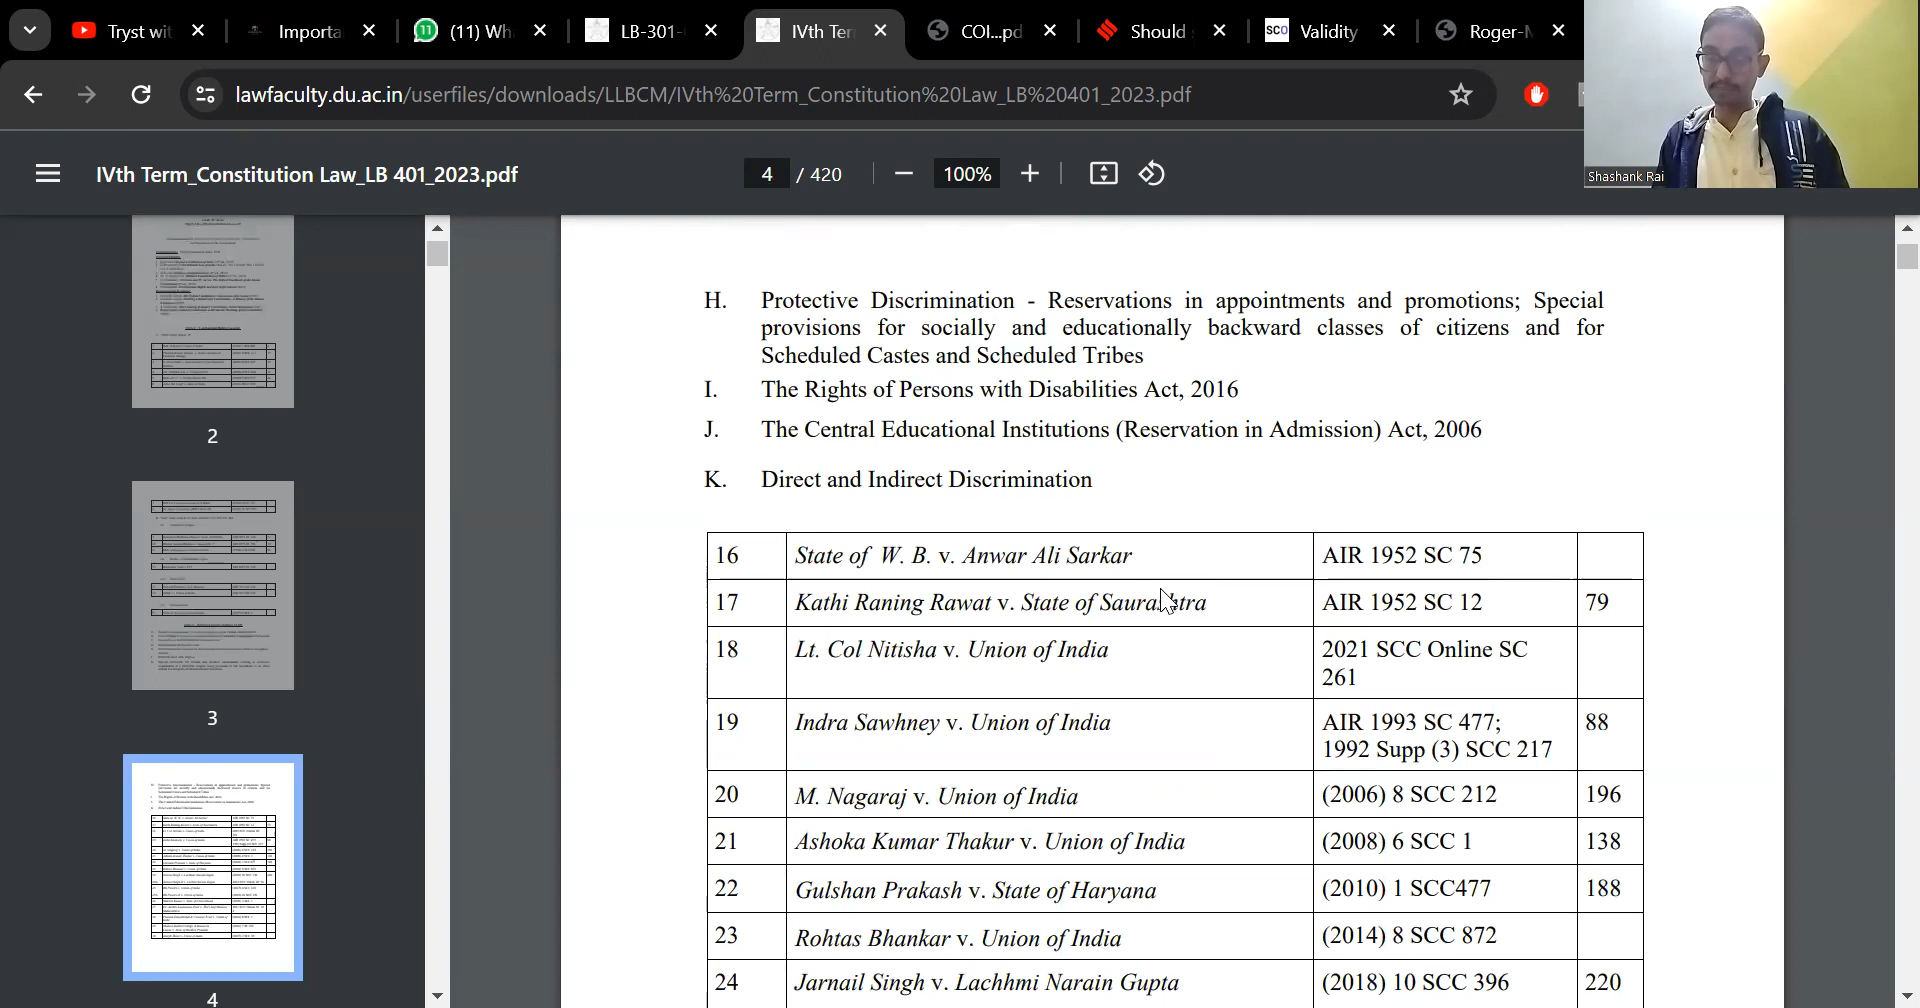 Tryst wit
Importa
11
(11) Wh
LB-301-
IVth Ter
COI...pd
Should
SCO
Validity
Roger-M
lawfaculty.du.ac.in/userfiles/downloads/LLBCM/IVth%20Term_Constitution%20Law_LB%20401_2023.pdf
Shashank Rai
IVth Term_Constitution Law_LB 401_2023.pdf
4 / 420
100%
2
3
4
H. Protective Discrimination - Reservations in appointments and promotions; Special
provisions for socially and educationally backward classes of citizens and for
Scheduled Castes and Scheduled Tribes
I. The Rights of Persons with Disabilities Act, 2016
J. The Central Educational Institutions (Reservation in Admission) Act, 2006
K. Direct and Indirect Discrimination
16 State of W. B. v. Anwar Ali Sarkar AIR 1952 SC 75
17 Kathi Raning Rawat v. State of Saurashtra AIR 1952 SC 12 79
18 Lt. Col Nitisha v. Union of India 2021 SCC Online SC
261
19 Indra Sawhney v. Union of India AIR 1993 SC 477; 88
1992 Supp (3) SCC 217
20 M. Nagaraj v. Union of India (2006) 8 SCC 212 196
21 Ashoka Kumar Thakur v. Union of India (2008) 6 SCC 1 138
22 Gulshan Prakash v. State of Haryana (2010) 1 SCC477 188
23 Rohtas Bhankar v. Union of India (2014) 8 SCC 872
24 Jarnail Singh v. Lachhmi Narain Gupta (2018) 10 SCC 396 220